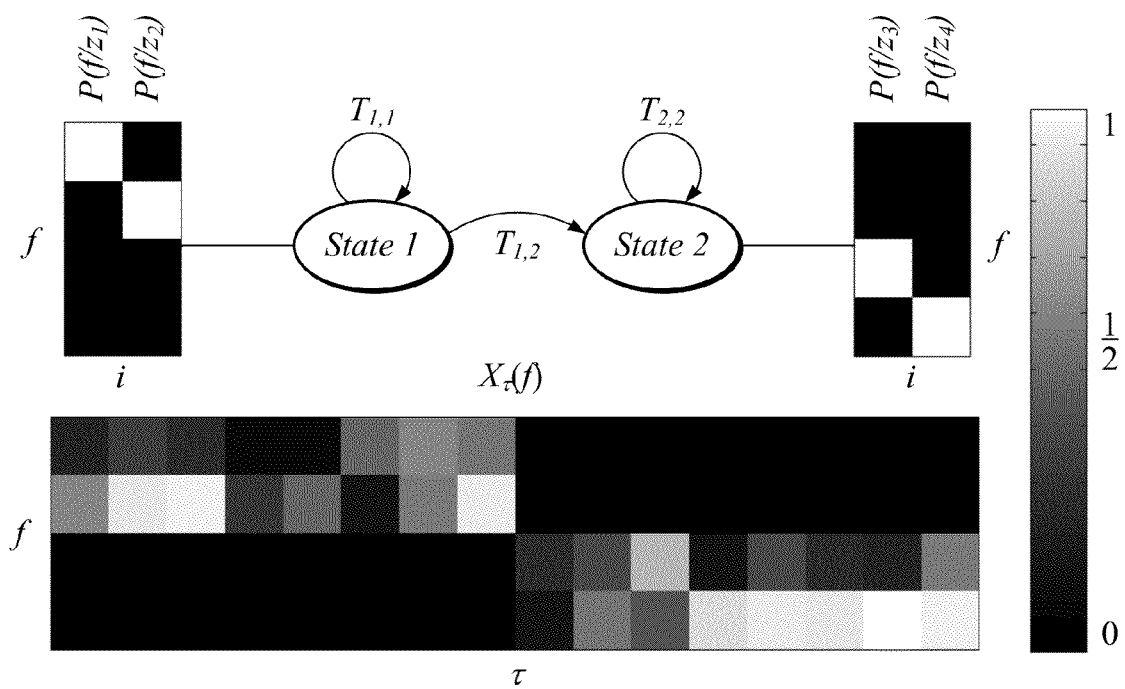 P(f/z1) P(f/z2) P(f/z3) P(f/z4)
T1,1 T2,2 1
f State 1 T1,2 State 2 f
1/2
i Xτ(f) i
f
0
τ